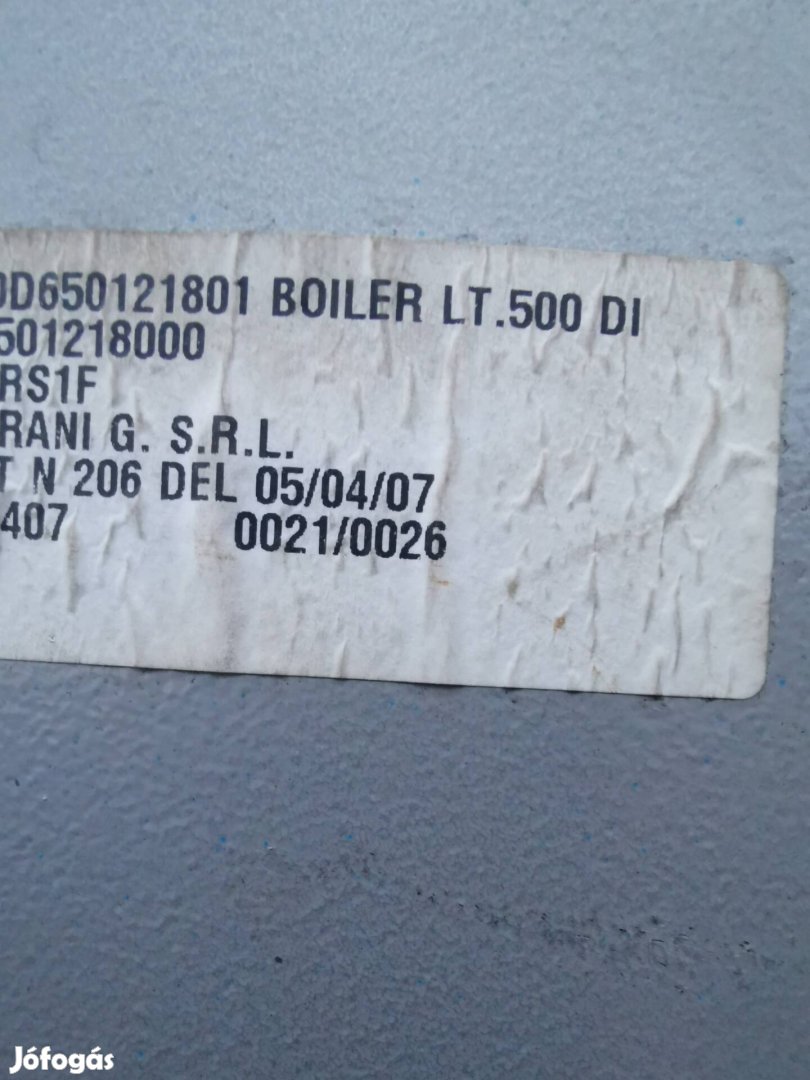 0D650121801 BOILER LT.500 DI
501218000
RS1F
RANI G. S.R.L.
T N 206 DEL 05/04/07
407 0021/0026
Jófogás